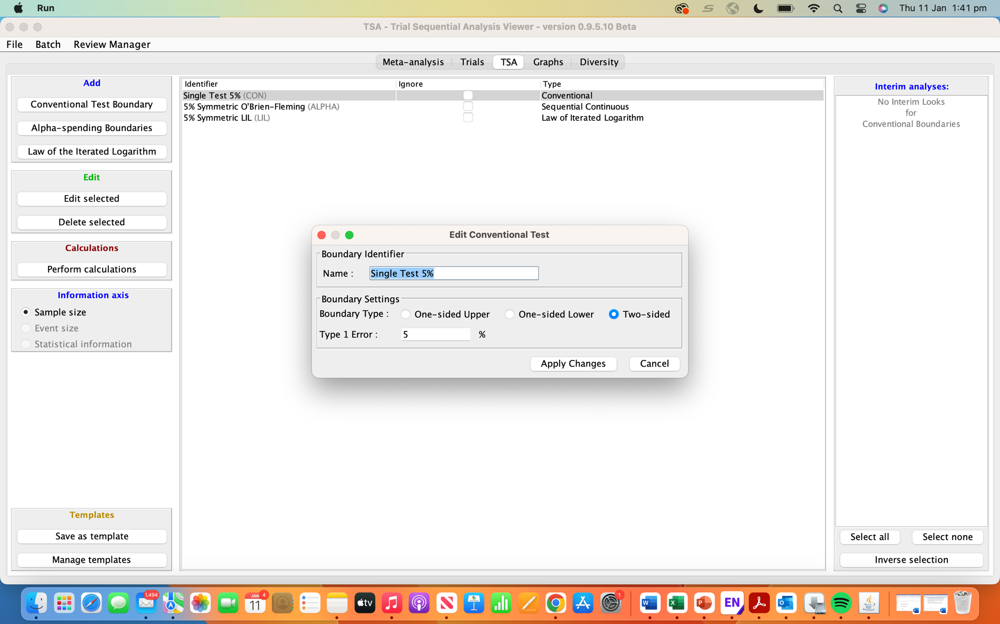 Run
Thu 11 Jan 1:41 pm
TSA - Trial Sequential Analysis Viewer - version 0.9.5.10 Beta
File Batch Review Manager
Meta-analysis Trials TSA Graphs Diversity
Add
Conventional Test Boundary
Alpha-spending Boundaries
Law of the Iterated Logarithm
Edit
Edit selected
Delete selected
Calculations
Perform calculations
Information axis
Sample size
Event size
Statistical information
Templates
Save as template
Manage templates
Identifier Ignore Type
Single Test 5% (CON) Conventional
5% Symmetric O'Brien-Fleming (ALPHA) Sequential Continuous
5% Symmetric LIL (LIL) Law of Iterated Logarithm
Edit Conventional Test
Boundary Identifier
Name : Single Test 5%
Boundary Settings
Boundary Type : One-sided Upper One-sided Lower Two-sided
Type 1 Error : 5 %
Apply Changes Cancel
Interim analyses:
No Interim Looks
for
Conventional Boundaries
Select all Select none
Inverse selection
1,494
JAN 4
11
tv
1
W X P EN O